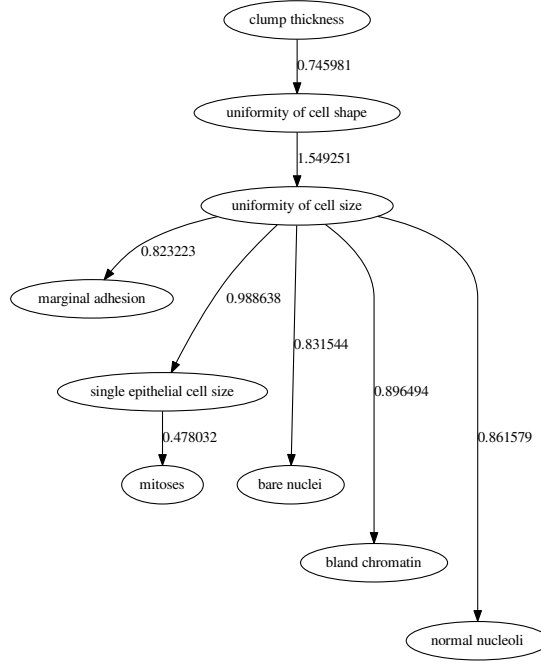 clump thickness
0.745981
uniformity of cell shape
1.549251
uniformity of cell size
0.823223
marginal adhesion
0.988638
0.831544
0.896494
single epithelial cell size
0.478032
0.861579
mitoses
bare nuclei
bland chromatin
normal nucleoli